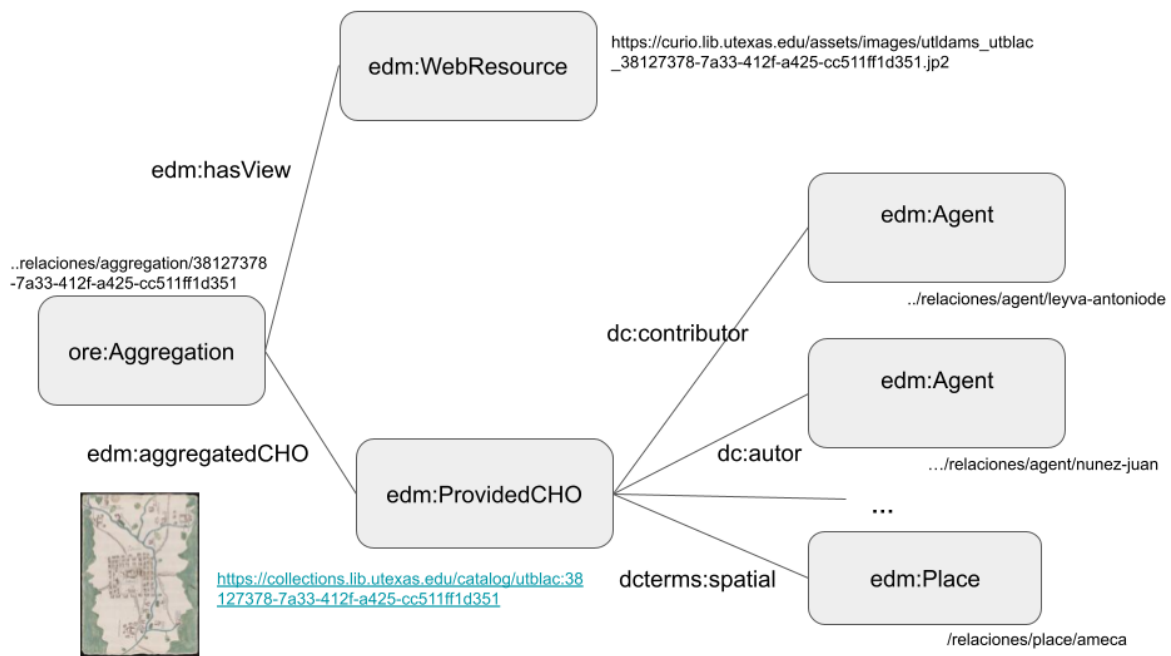 edm:WebResource
https://curio.lib.utexas.edu/assets/images/utldams_utblac
_38127378-7a33-412f-a425-cc511ff1d351.jp2
edm:hasView
edm:Agent
..relaciones/aggregation/38127378
-7a33-412f-a425-cc511ff1d351
../relaciones/agent/leyva-antoniode
ore:Aggregation
dc:contributor
edm:Agent
edm:aggregatedCHO
dc:autor
…/relaciones/agent/nunez-juan
edm:ProvidedCHO
...
https://collections.lib.utexas.edu/catalog/utblac:38
127378-7a33-412f-a425-cc511ff1d351
dcterms:spatial
edm:Place
/relaciones/place/ameca